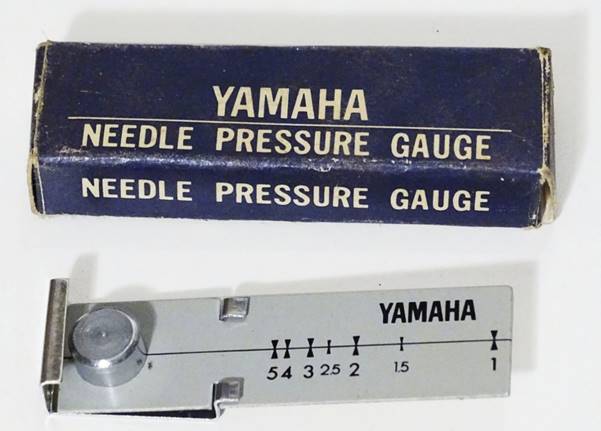 YAMAHA
NEEDLE PRESSURE GAUGE
NEEDLE PRESSURE GAUGE
YAMAHA
5 4 3 2.5 2 1.5 1